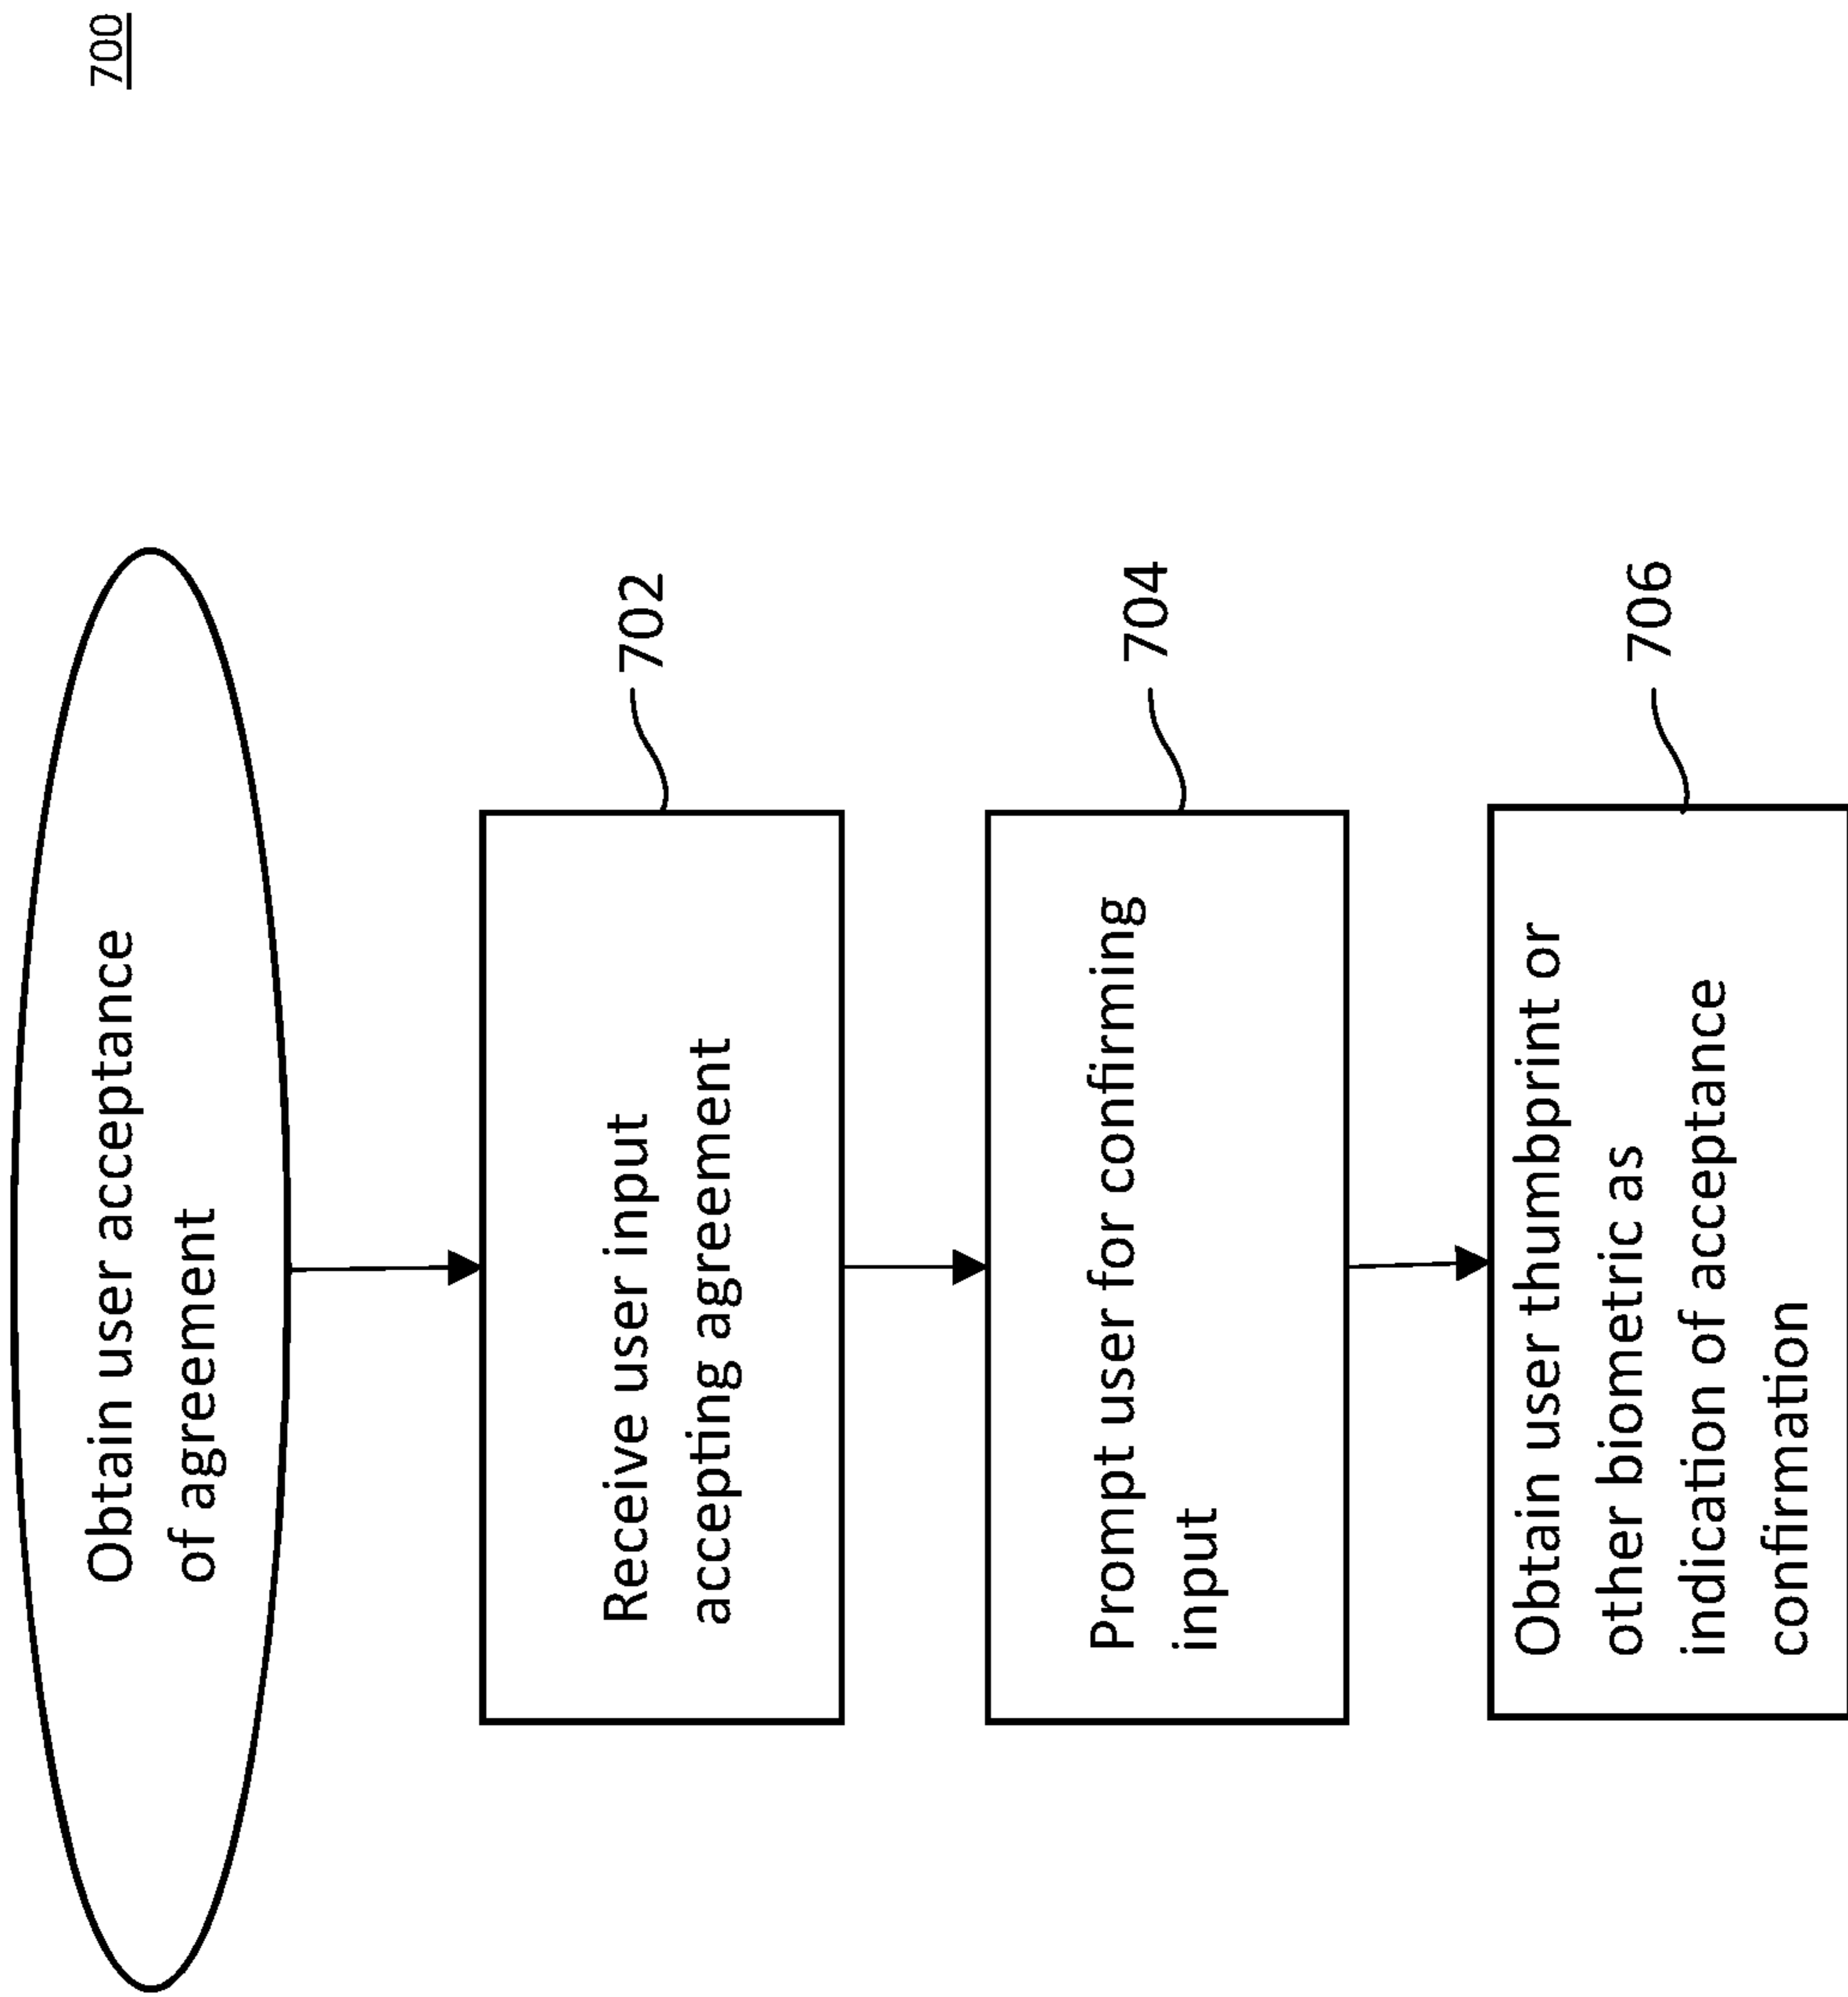 700
Obtain user acceptance
of agreement
Receive user input
accepting agreement
702
Prompt user for confirming
input
704
Obtain user thumbprint or
other biometric as
indication of acceptance
confirmation
706